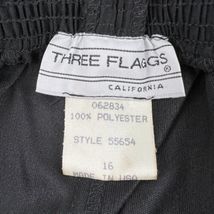 THREE FLAGGS®
CALIFORNIA
062834
100% POLYESTER
STYLE 55654
16
MADE IN USA